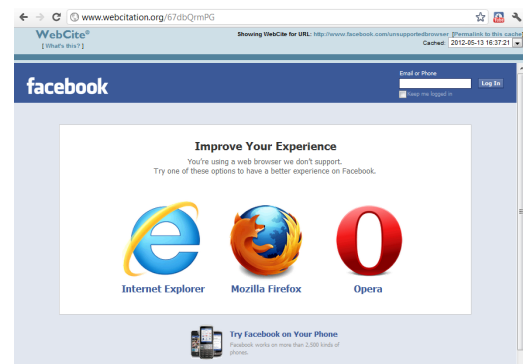 www.webcitation.org/67dbQrmPG
WebCite®
[What's this?]
Showing WebCite for URL: http://www.facebook.com/unsupportedbrowser [Permalink to this cache]
Cached: 2012-05-13 16:37:21
facebook
Email or Phone
Log In
Keep me logged in
Improve Your Experience
You're using a web browser we don't support.
Try one of these options to have a better experience on Facebook.
Internet Explorer
Mozilla Firefox
Opera
Try Facebook on Your Phone
Facebook works on more than 2,500 kinds of
phones.